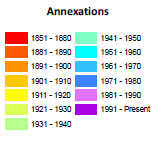 Annexations
1851 - 1880
1881 - 1890
1891 - 1900
1901 - 1910
1911 - 1920
1921 - 1930
1931 - 1940
1941 - 1950
1951 - 1960
1961 - 1970
1971 - 1980
1981 - 1990
1991 - Present